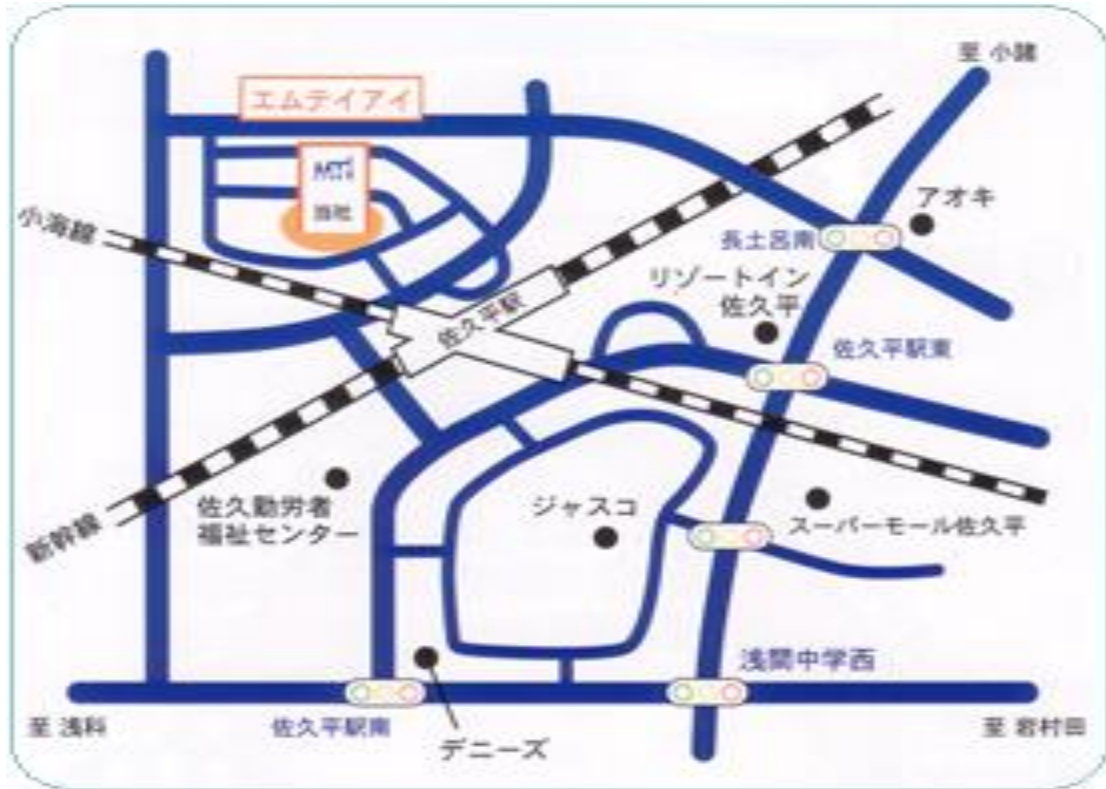 至 小諸
エムテイアイ
MTi
当社
アオキ
小海線
長土呂南
リゾートイン
佐久平
佐久平駅
佐久平駅東
佐久勤労者
福祉センター
ジャスコ
スーパーモール佐久平
新幹線
浅間中学西
至 浅科
佐久平駅南
デニーズ
至 岩村田